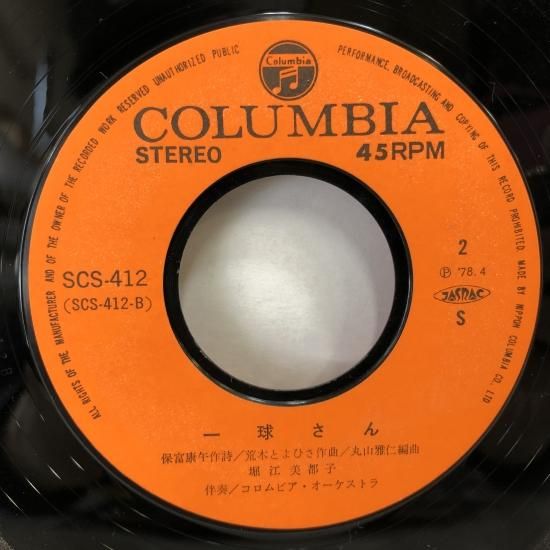 ALL RIGHTS OF THE MANUFACTURER AND OF THE OWNER OF THE RECORDED WORK RESERVED UNAUTHORIZED PUBLIC PERFORMANCE, BROADCASTING AND COPYING OF THIS RECORD PROHIBITED. MADE BY NIPPON COLUMBIA CO., LTD
Columbia
COLUMBIA
STEREO 45RPM
SCS-412
(SCS-412-B)
2
Ⓟ '78.4
JASRAC
S
一球さん
保富康午作詩/荒木とよひさ作曲/丸山雅仁編曲
堀江美都子
伴奏/コロムビア・オーケストラ